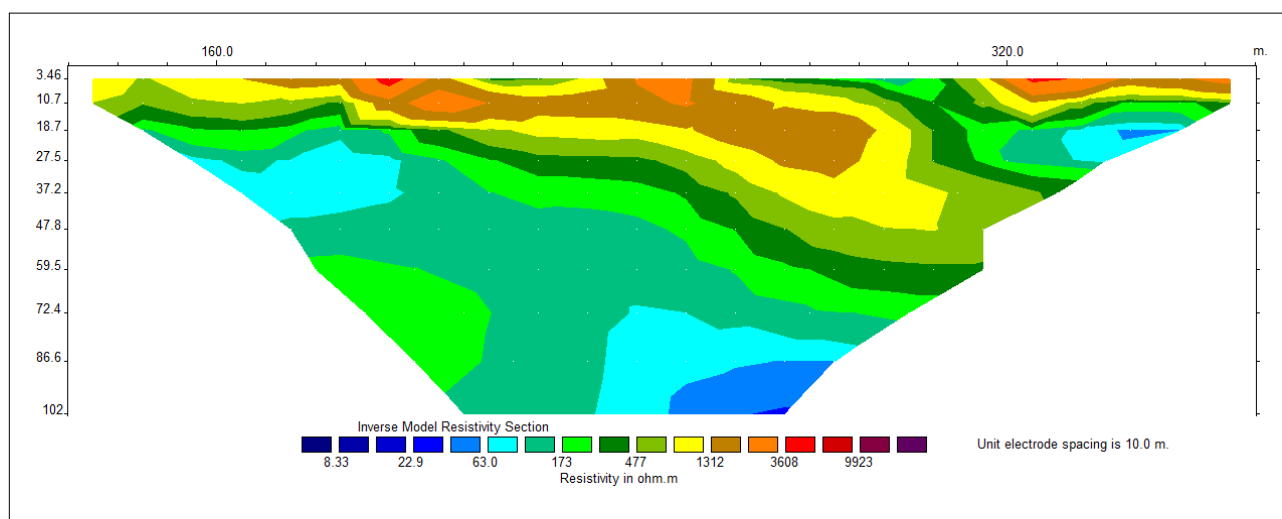 160.0 320.0 m.
3.46
10.7
18.7
27.5
37.2
47.8
59.5
72.4
86.6
102
Inverse Model Resistivity Section
Unit electrode spacing is 10.0 m.
8.33 22.9 63.0 173 477 1312 3608 9923
Resistivity in ohm.m